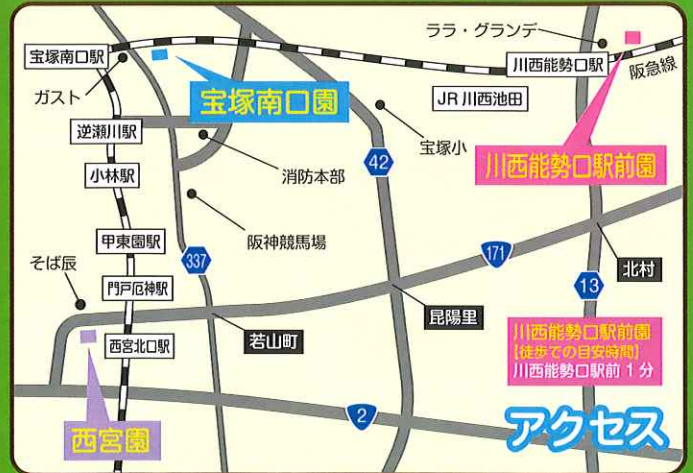 ララ・グランデ
宝塚南口駅
川西能勢口駅
阪急線
ガスト
宝塚南口園
JR 川西池田
逆瀬川駅
宝塚小
川西能勢口駅前園
42
消防本部
小林駅
阪神競馬場
甲東園駅
171
そば辰
337
北村
門戸厄神駅
13
昆陽里
若山町
西宮北口駅
川西能勢口駅前園
【徒歩での目安時間】
川西能勢口駅前 1 分
2
西宮園
アクセス